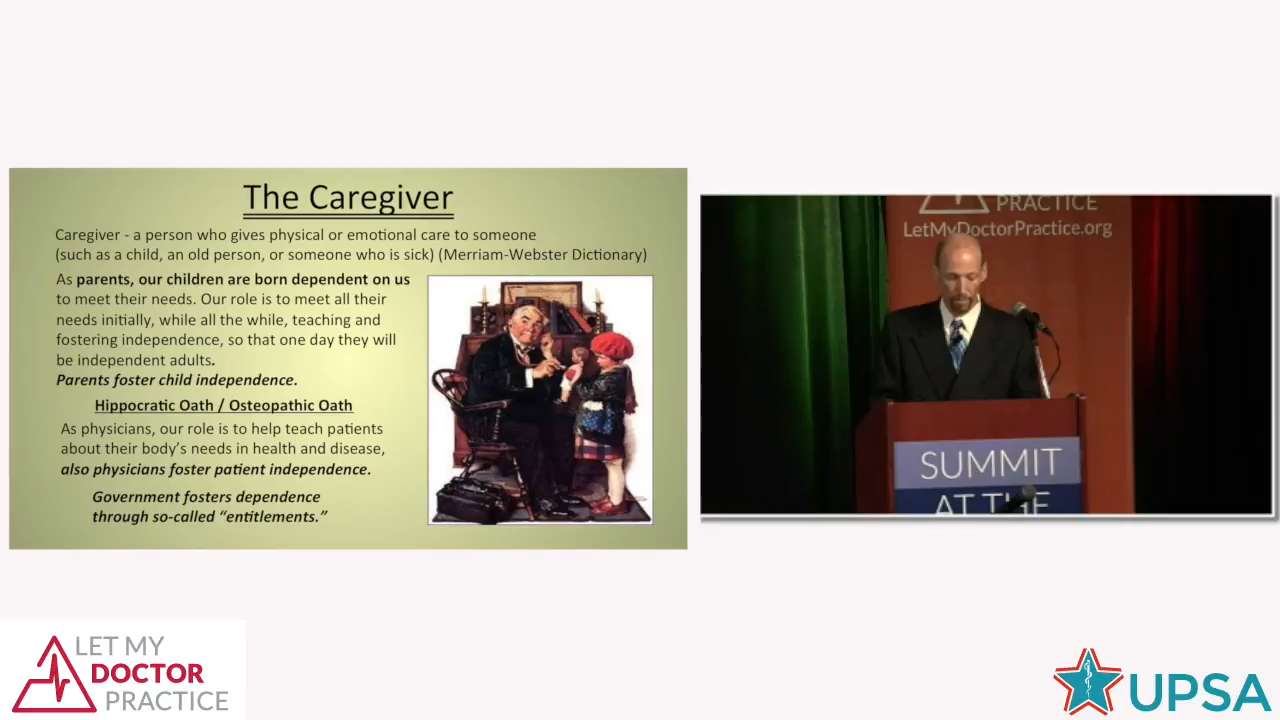 The Caregiver
Caregiver - a person who gives physical or emotional care to someone
(such as a child, an old person, or someone who is sick) (Merriam-Webster Dictionary)
As parents, our children are born dependent on us
to meet their needs. Our role is to meet all their
needs initially, while all the while, teaching and
fostering independence, so that one day they will
be independent adults.
Parents foster child independence.
Hippocratic Oath / Osteopathic Oath
As physicians, our role is to help teach patients
about their body's needs in health and disease,
also physicians foster patient independence.
Government fosters dependence
through so-called “entitlements.”
PRACTICE
LetMyDoctorPractice.org
SUMMIT
AT THE
LET MY
DOCTOR
PRACTICE
UPSA